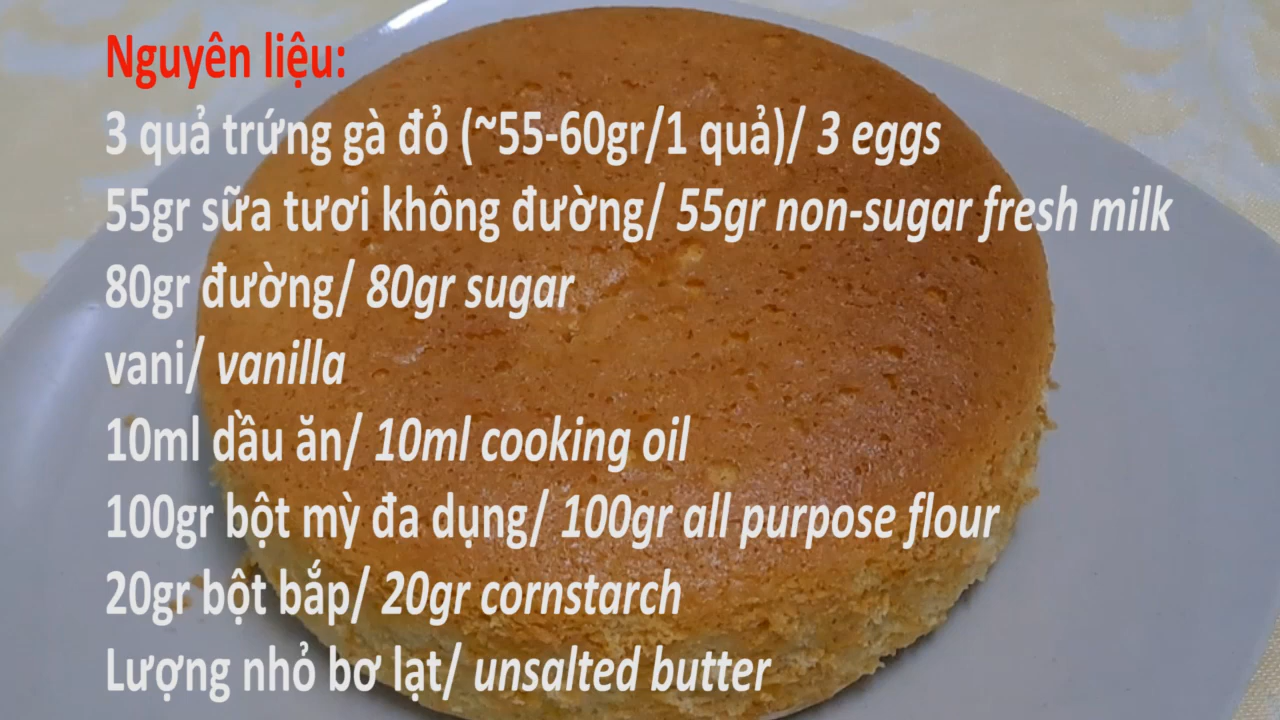 Nguyên liệu:
3 quả trứng gà đỏ (~55-60gr/1 quả)/ 3 eggs
55gr sữa tươi không đường/ 55gr non-sugar fresh milk
80gr đường/ 80gr sugar
vani/ vanilla
10ml dầu ăn/ 10ml cooking oil
100gr bột mỳ đa dụng/ 100gr all purpose flour
20gr bột bắp/ 20gr cornstarch
Lượng nhỏ bơ lạt/ unsalted butter